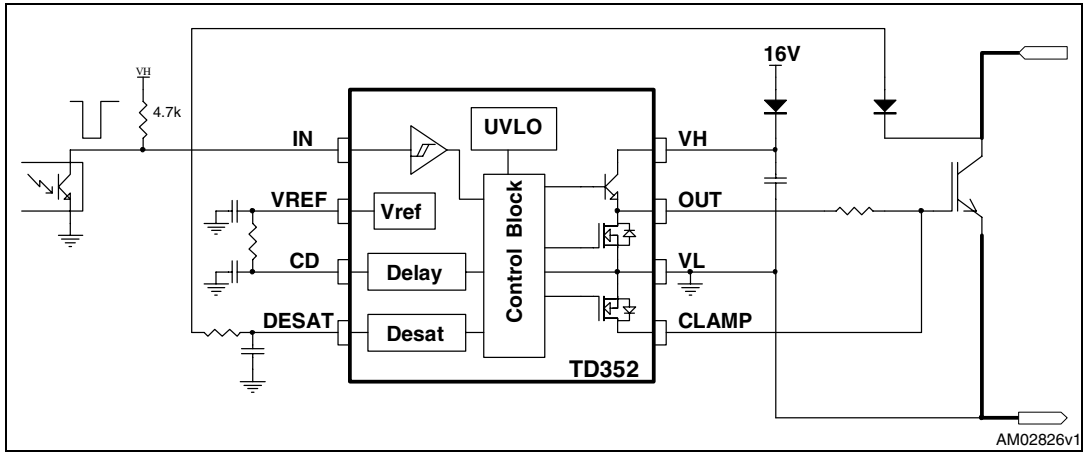 16V
VH
4.7k
UVLO
IN
VH
VREF
Vref
OUT
Control Block
CD
Delay
VL
DESAT
Desat
CLAMP
TD352
AM02826v1